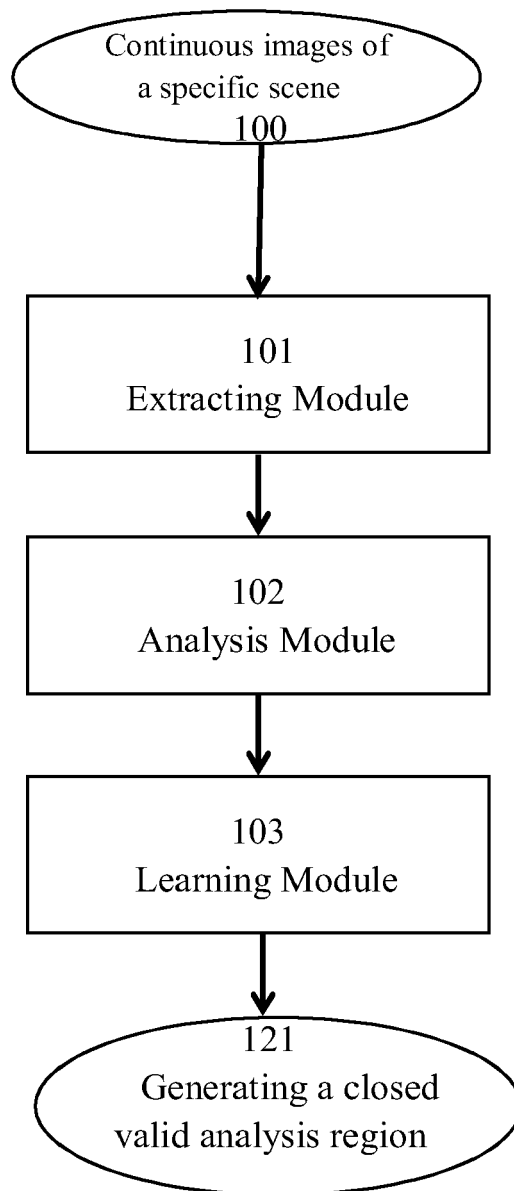 Continuous images of
a specific scene
100
101
Extracting Module
102
Analysis Module
103
Learning Module
121
Generating a closed
valid analysis region